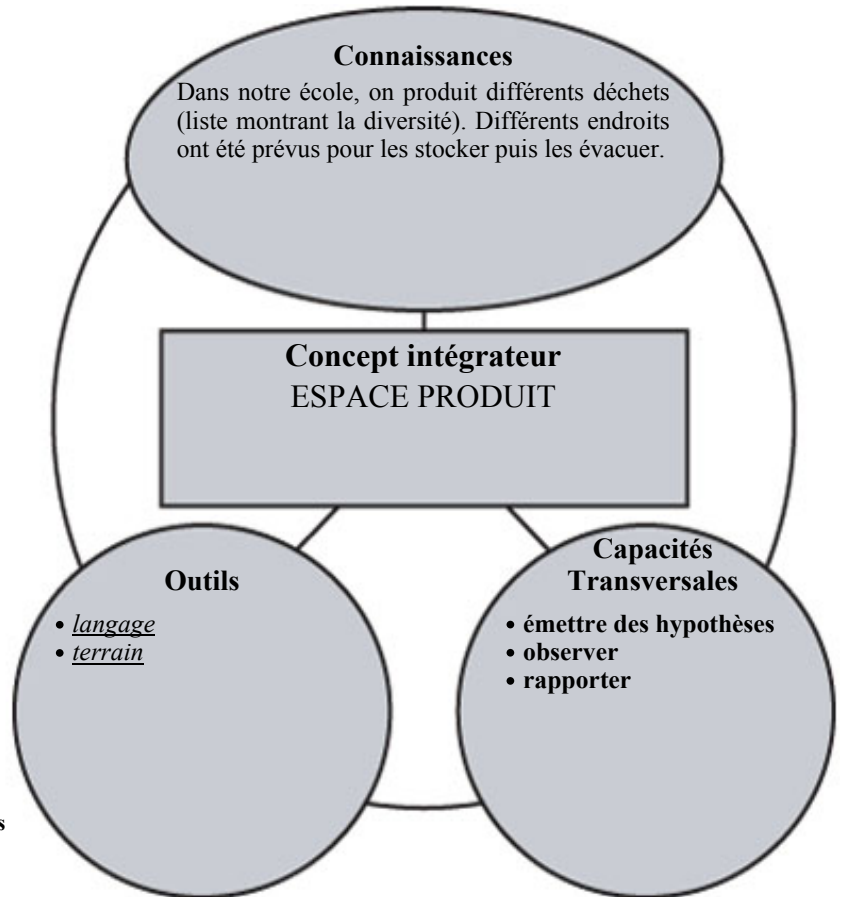 Connaissances
Dans notre école, on produit différents déchets
(liste montrant la diversité). Différents endroits
ont été prévus pour les stocker puis les évacuer.
Concept intégrateur
ESPACE PRODUIT
Outils
• langage
• terrain
Capacités
Transversales
• émettre des hypothèses
• observer
• rapporter
s